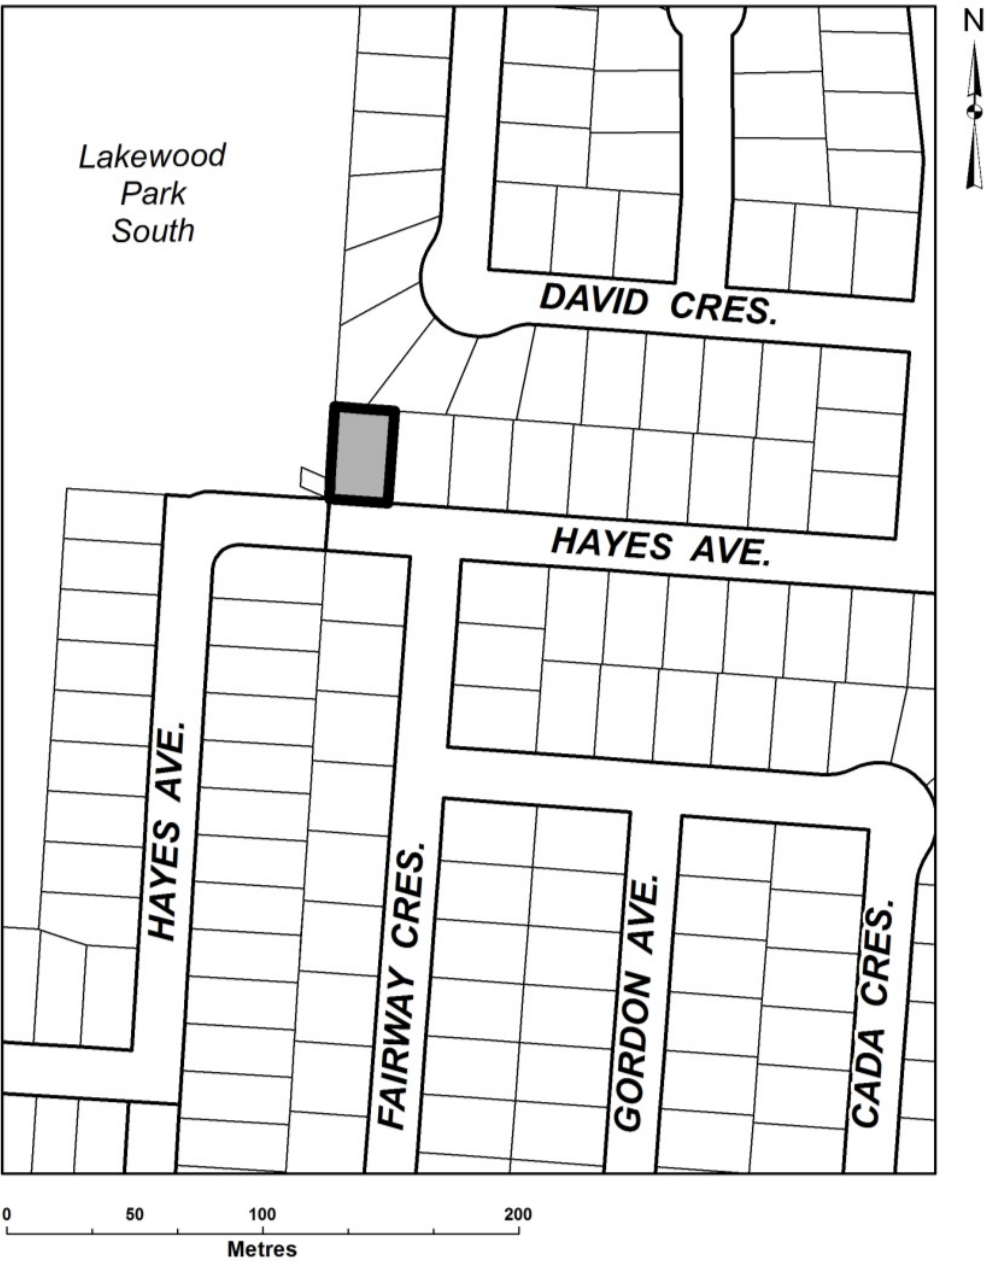 N
Lakewood
Park
South
DAVID CRES.
HAYES AVE.
HAYES AVE.
FAIRWAY CRES.
GORDON AVE.
CADA CRES.
0 50 100 200
Metres